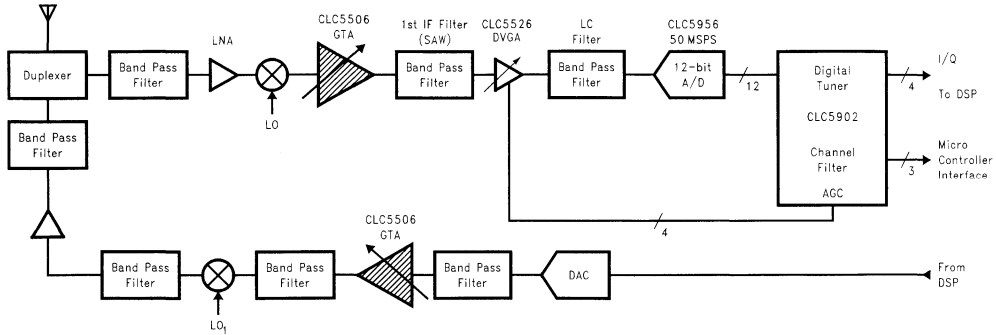 CLC5506
GTA
1st IF Filter
(SAW)
CLC5526
DVGA
LC
Filter
CLC5956
50 MSPS
LNA
Duplexer
Band Pass
Filter
LO
Band Pass
Filter
Band Pass
Filter
12-bit
A/D
12
Digital
Tuner
CLC5902
Channel
Filter
AGC
4
I/Q
To DSP
3
Micro
Controller
Interface
Band Pass
Filter
4
CLC5506
GTA
Band Pass
Filter
LO1
Band Pass
Filter
Band Pass
Filter
DAC
From
DSP